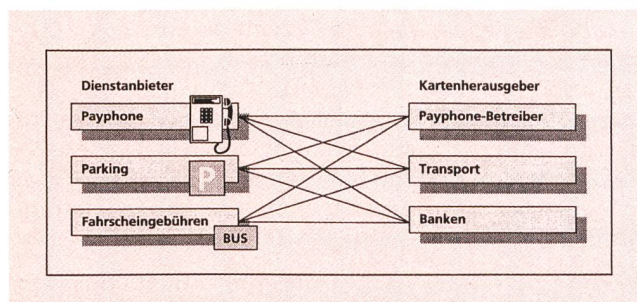 Dienstanbieter
Kartenherausgeber
Payphone
Payphone-Betreiber
Parking
P
Transport
Fahrscheingebühren
BUS
Banken